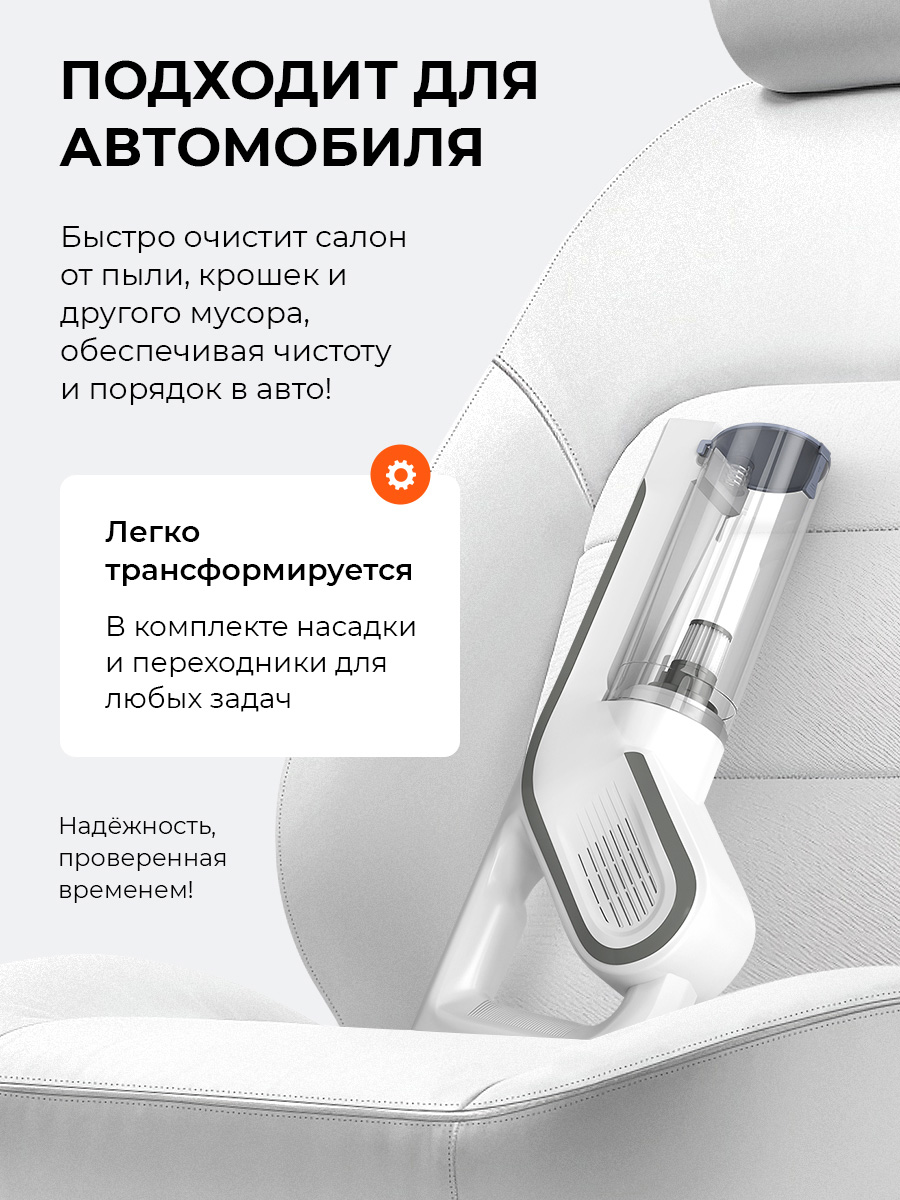 ПОДХОДИТ ДЛЯ
АВТОМОБИЛЯ
Быстро очистит салон
от пыли, крошек и
другого мусора,
обеспечивая чистоту
и порядок в авто!
Легко
трансформируется
В комплекте насадки
и переходники для
любых задач
Надёжность,
проверенная
временем!